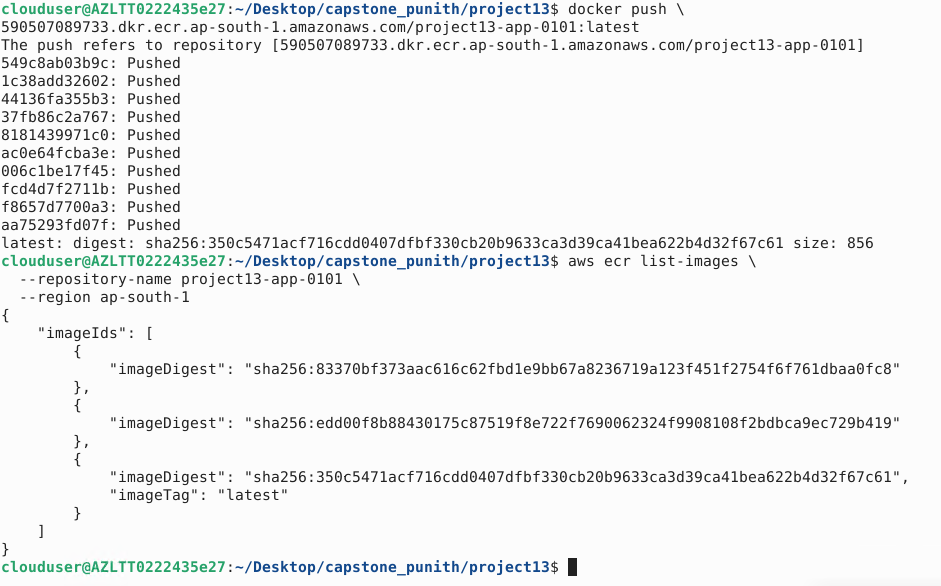 clouduser@AZLTT0222435e27:~/Desktop/capstone_punith/project13$ docker push \
590507089733.dkr.ecr.ap-south-1.amazonaws.com/project13-app-0101:latest
The push refers to repository [590507089733.dkr.ecr.ap-south-1.amazonaws.com/project13-app-0101]
549c8ab03b9c: Pushed
1c38add32602: Pushed
44136fa355b3: Pushed
37fb86c2a767: Pushed
8181439971c0: Pushed
ac0e64fcba3e: Pushed
006c1be17f45: Pushed
fcd4d7f2711b: Pushed
f8657d7700a3: Pushed
aa75293fd07f: Pushed
latest: digest: sha256:350c5471acf716cdd0407dfbf330cb20b9633ca3d39ca41bea622b4d32f67c61 size: 856
clouduser@AZLTT0222435e27:~/Desktop/capstone_punith/project13$ aws ecr list-images \
  --repository-name project13-app-0101 \
  --region ap-south-1
{
    "imageIds": [
        {
            "imageDigest": "sha256:83370bf373aac616c62fbd1e9bb67a8236719a123f451f2754f6f761dbaa0fc8"
        },
        {
            "imageDigest": "sha256:edd00f8b88430175c87519f8e722f7690062324f9908108f2bdbca9ec729b419"
        },
        {
            "imageDigest": "sha256:350c5471acf716cdd0407dfbf330cb20b9633ca3d39ca41bea622b4d32f67c61",
            "imageTag": "latest"
        }
    ]
}
clouduser@AZLTT0222435e27:~/Desktop/capstone_punith/project13$